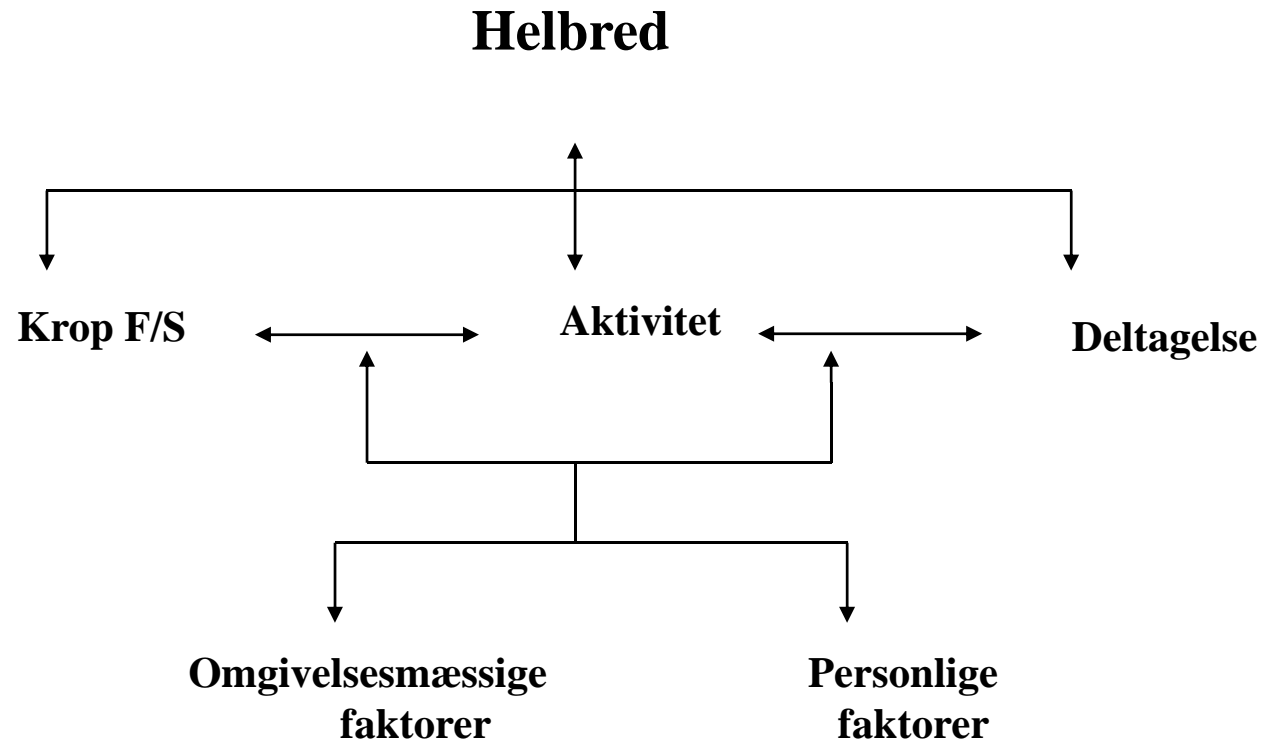 Helbred
Krop F/S
Aktivitet
Deltagelse
Omgivelsesmæssige
faktorer
Personlige
faktorer